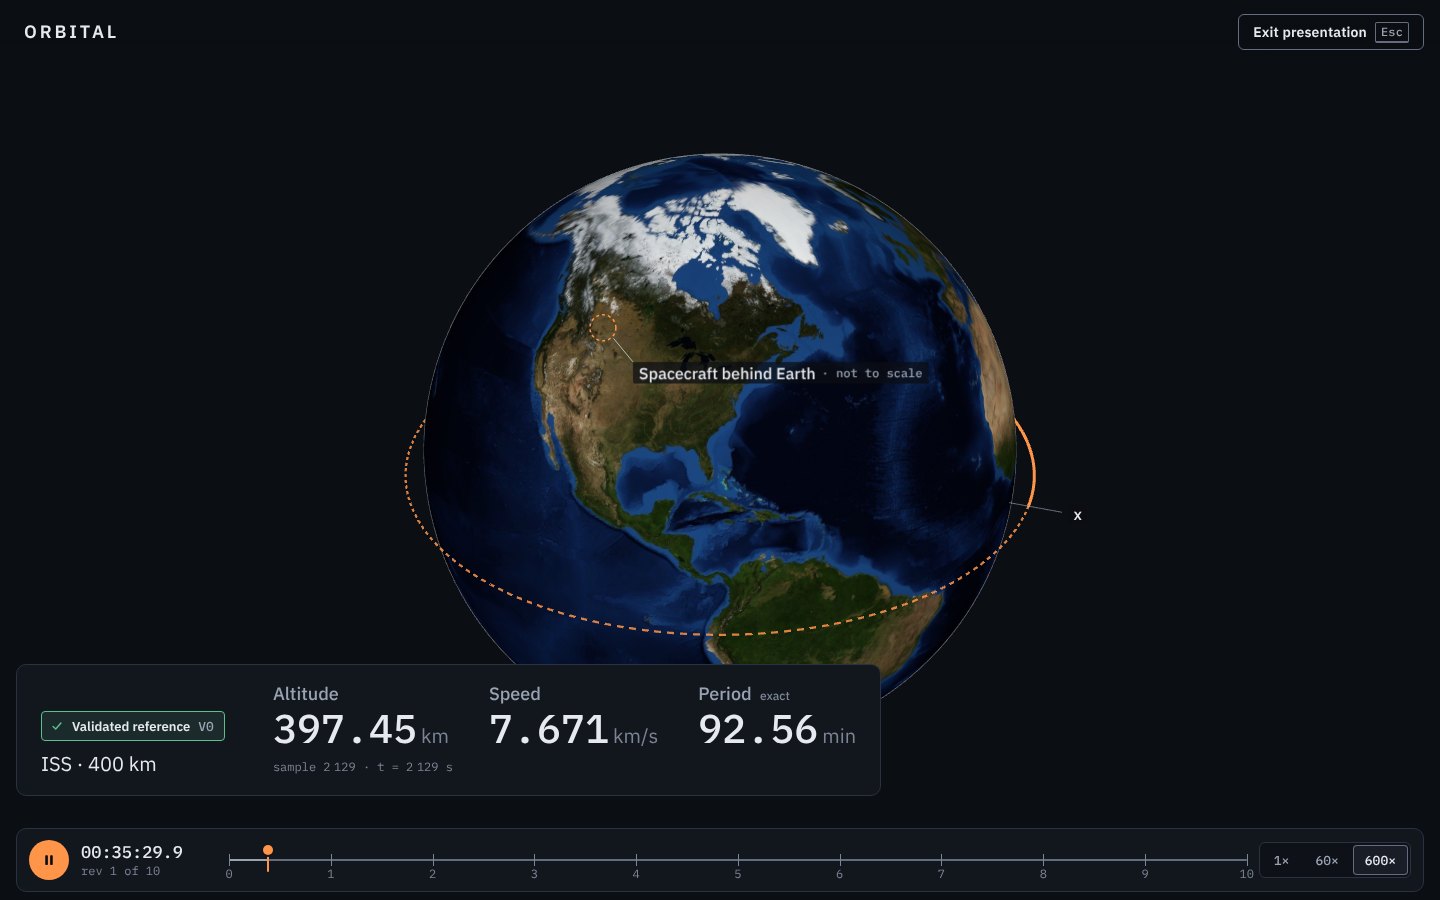 ORBITAL
Exit presentation Esc
Spacecraft behind Earth · not to scale
X
Validated reference V0
ISS · 400 km
Altitude
397.45 km
sample 2 129 · t = 2 129 s
Speed
7.671 km/s
Period exact
92.56 min
00:35:29.9
rev 1 of 10
0 1 2 3 4 5 6 7 8 9 10
1× 60× 600×